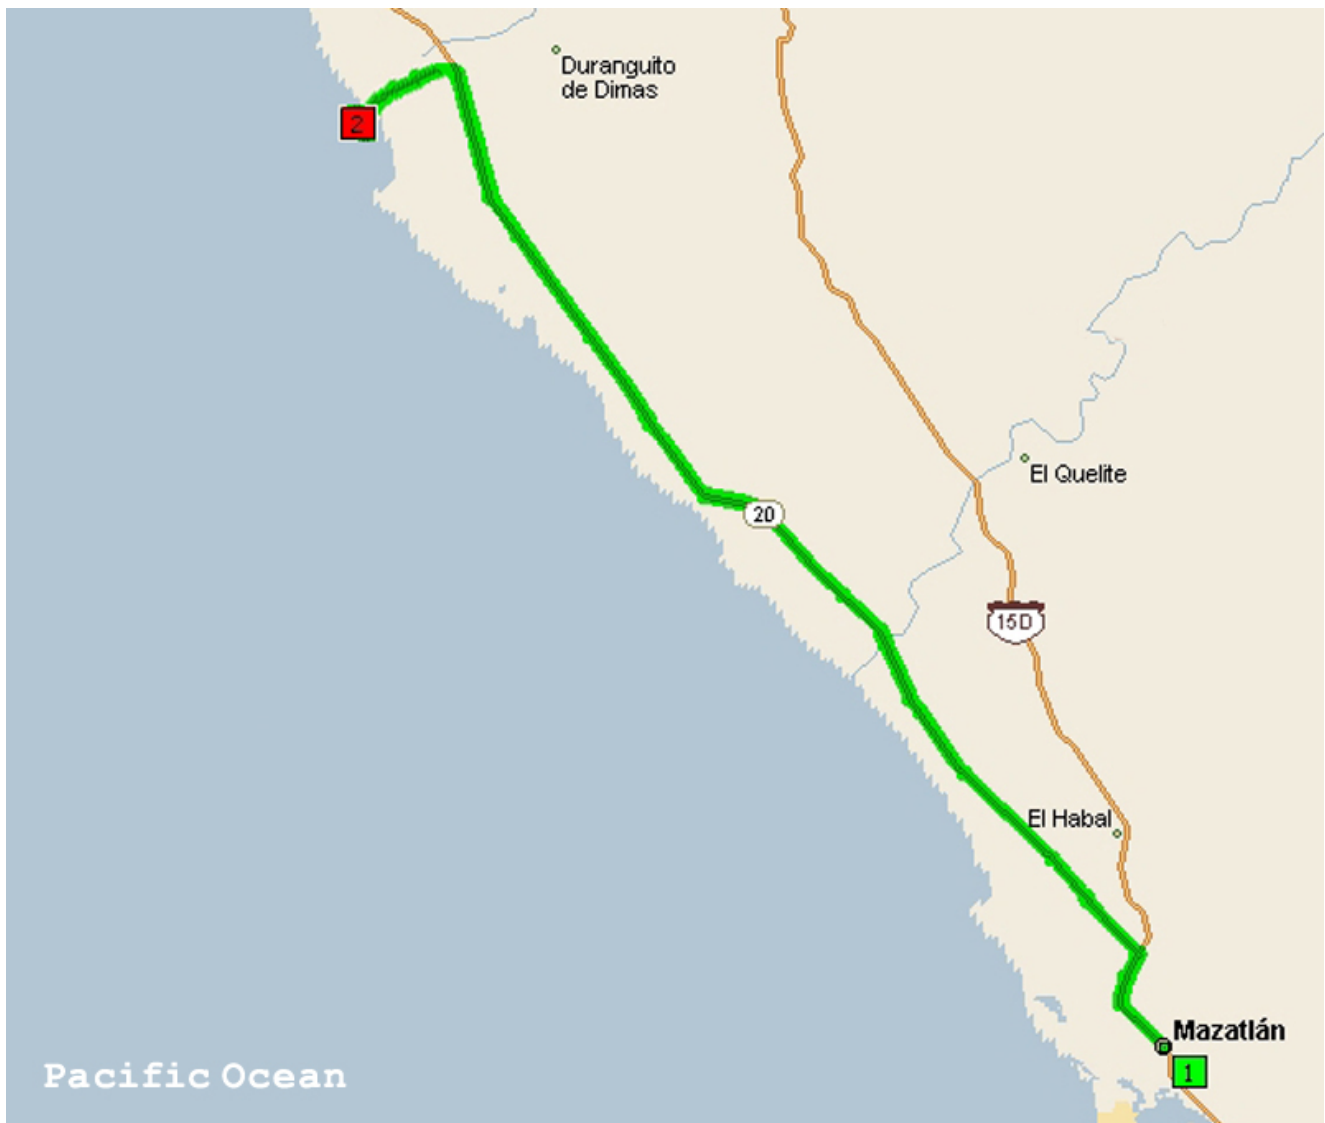 Duranguito
de Dimas
2
El Quelite
20
15D
El Habal
Mazatlán
1
Pacific Ocean